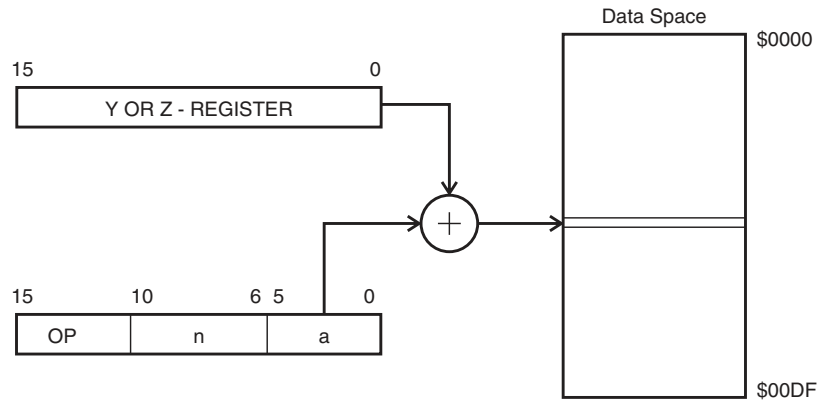 Data Space
$0000
15 0
Y OR Z - REGISTER
+
15 10 6 5 0
OP n a
$00DF